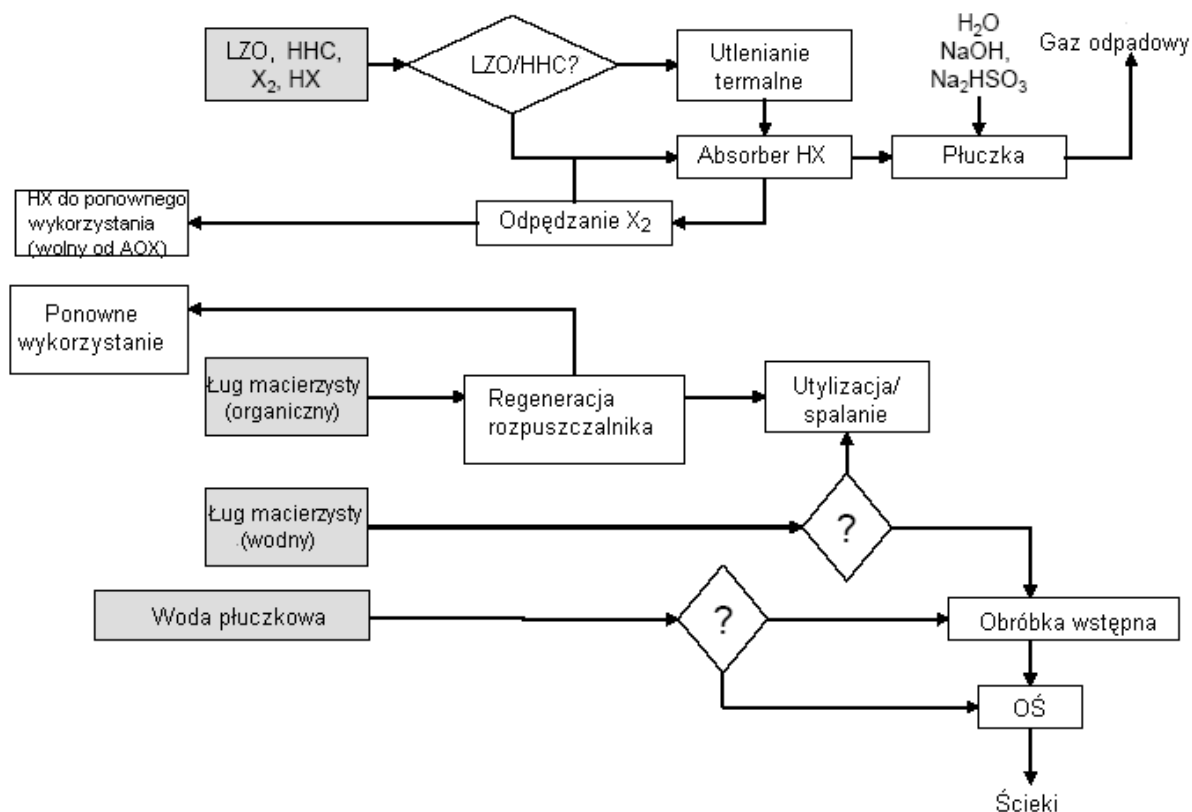 LZO, HHC,
X₂, HX
LZO/HHC?
Utlenianie
termalne
H₂O
NaOH,
Na₂HSO₃
Gaz odpadowy
Absorber HX
Płuczka
HX do ponownego
wykorzystania
(wolny od AOX)
Odpędzanie X₂
Ponowne
wykorzystanie
Ług macierzysty
(organiczny)
Regeneracja
rozpuszczalnika
Utylizacja/
spalanie
Ług macierzysty
.(wodny)
?
Woda płuczkowa
?
Obróbka wstępna
OŚ
Ścieki